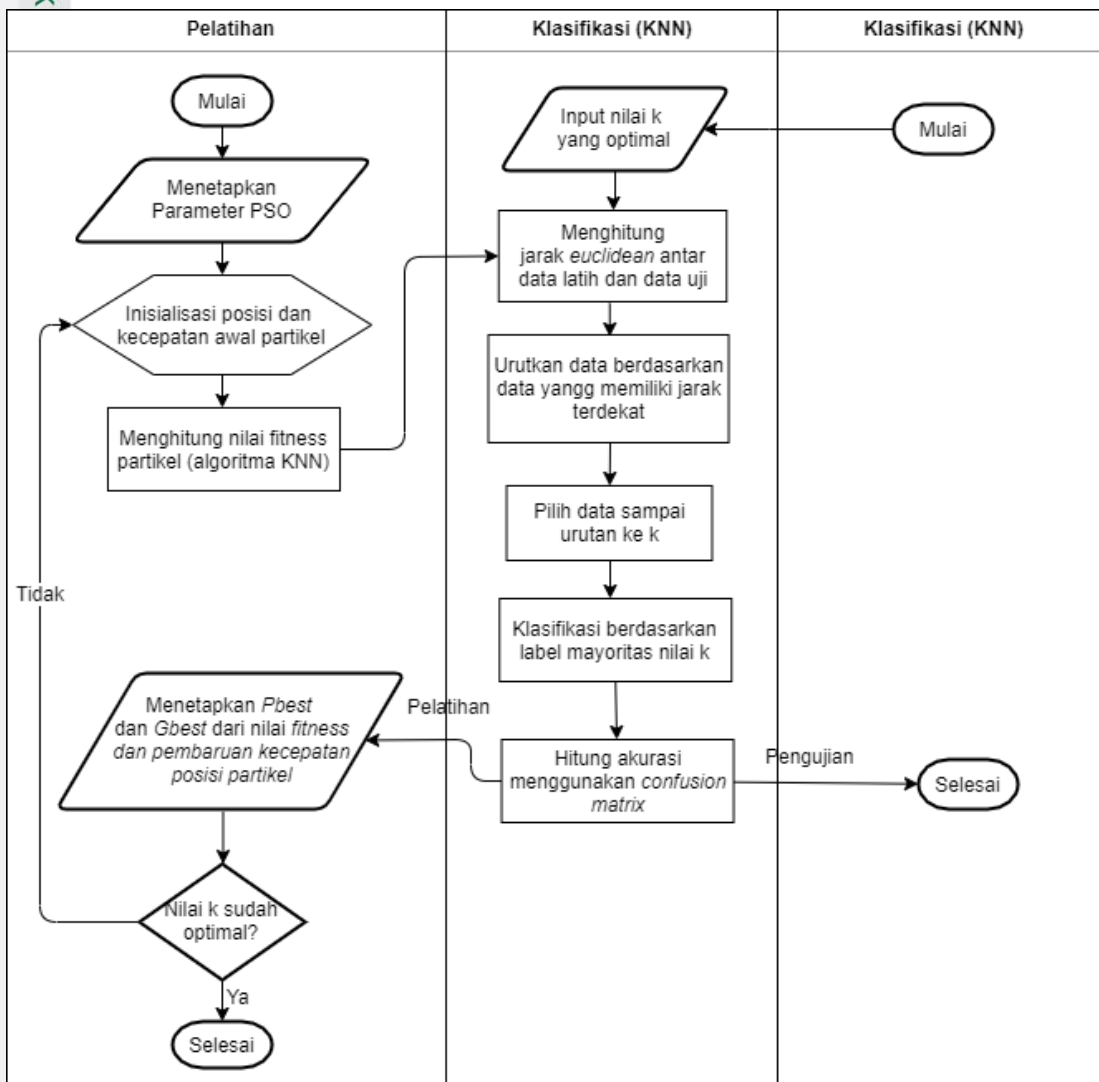 Pelatihan
Klasifikasi (KNN)
Klasifikasi (KNN)
Mulai
Menetapkan
Parameter PSO
Inisialisasi posisi dan
kecepatan awal partikel
Menghitung nilai fitness
partikel (algoritma KNN)
Tidak
Menetapkan Pbest
dan Gbest dari nilai fitness
dan pembaruan kecepatan
posisi partikel
Nilai k sudah
optimal?
Ya
Selesai
Input nilai k
yang optimal
Menghitung
jarak euclidean antar
data latih dan data uji
Urutkan data berdasarkan
data yangg memiliki jarak
terdekat
Pilih data sampai
urutan ke k
Klasifikasi berdasarkan
label mayoritas nilai k
Pelatihan
Hitung akurasi
menggunakan confusion
matrix
Pengujian
Mulai
Selesai